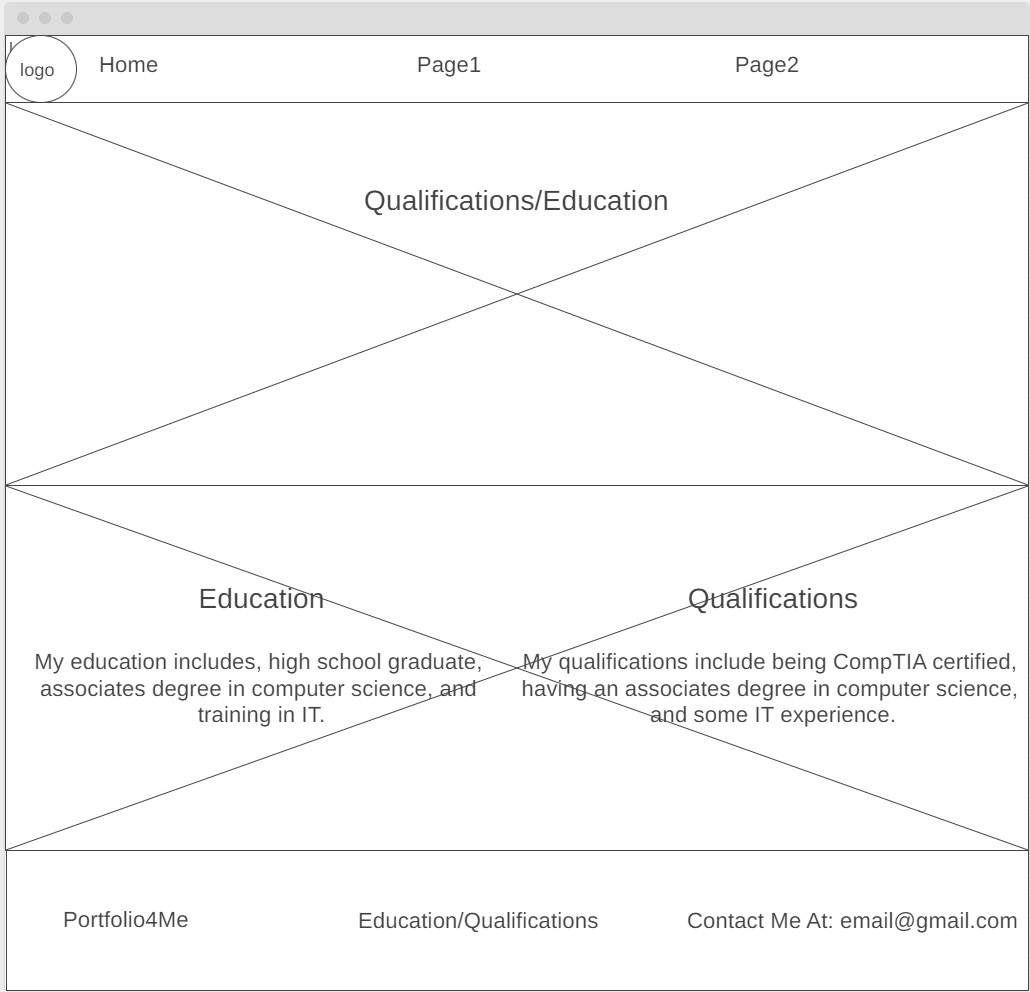 logo
Home
Page1
Page2
Qualifications/Education
Education
My education includes, high school graduate,
associates degree in computer science, and
training in IT.
Qualifications
My qualifications include being CompTIA certified,
having an associates degree in computer science,
and some IT experience.
Portfolio4Me
Education/Qualifications
Contact Me At: email@gmail.com